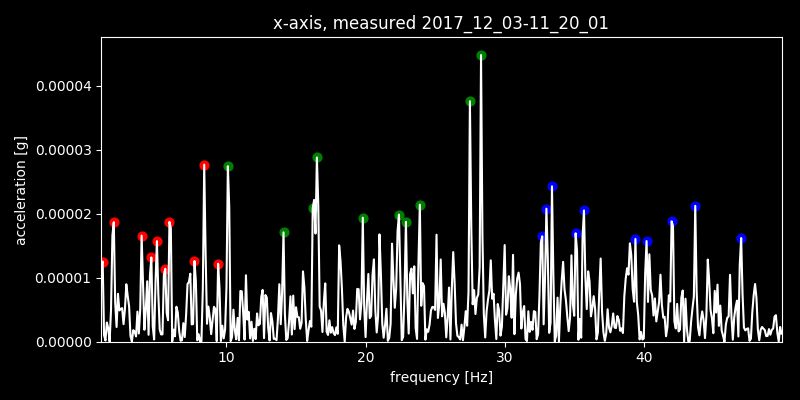 x-axis, measured 2017_12_03-11_20_01
acceleration [g]
0.00004
0.00003
0.00002
0.00001
0.00000
10 20 30 40
frequency [Hz]